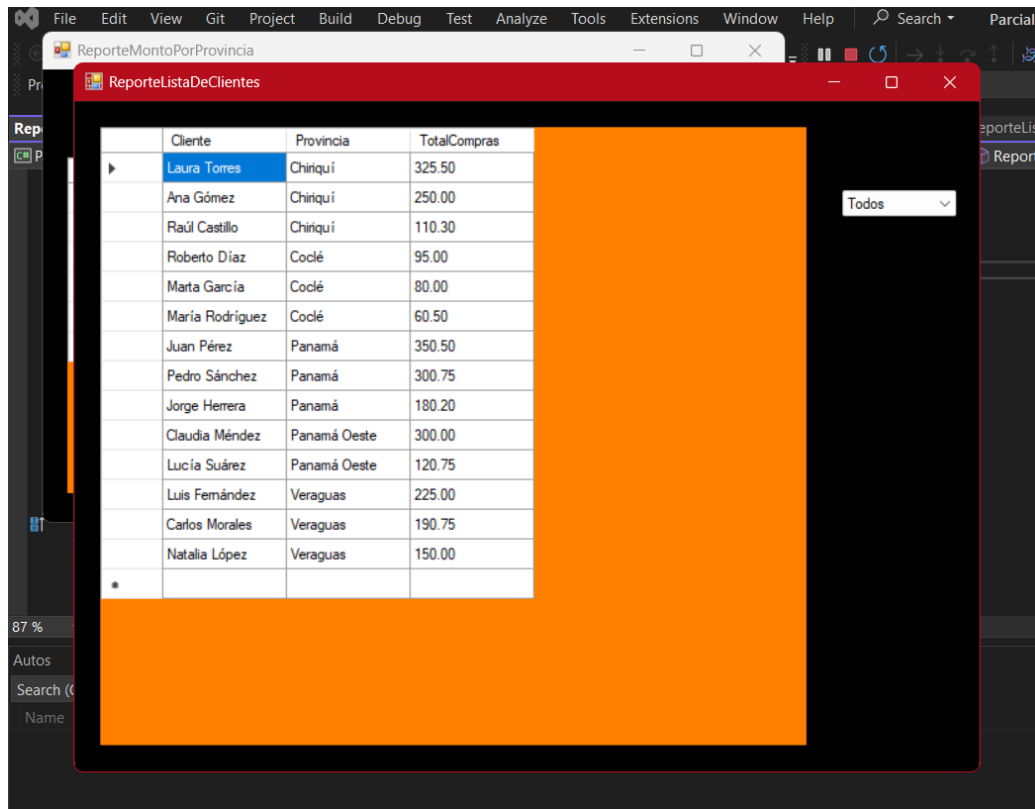 File Edit View Git Project Build Debug Test Analyze Tools Extensions Window Help Search Parcial
ReporteMontoPorProvincia
Pr
ReporteListaDeClientes
Rep
eporteLis
P
Repor
Cliente Provincia TotalCompras
Laura Torres Chiriquí 325.50
Ana Gómez Chiriquí 250.00
Todos
Raúl Castillo Chiriquí 110.30
Roberto Díaz Coclé 95.00
Marta García Coclé 80.00
María Rodríguez Coclé 60.50
Juan Pérez Panamá 350.50
Pedro Sánchez Panamá 300.75
Jorge Herrera Panamá 180.20
Claudia Méndez Panamá Oeste 300.00
Lucía Suárez Panamá Oeste 120.75
Luis Fernández Veraguas 225.00
Carlos Morales Veraguas 190.75
Natalia López Veraguas 150.00
87 %
Autos
Search (C
Name